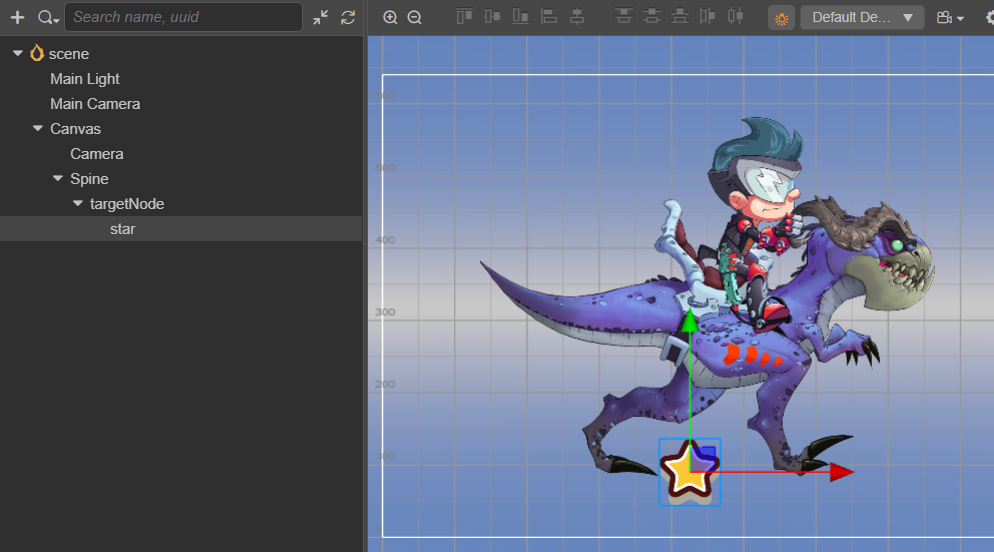 Search name, uuid
Default De...
scene
Main Light
Main Camera
Canvas
Camera
Spine
targetNode
star
500
400
300
200